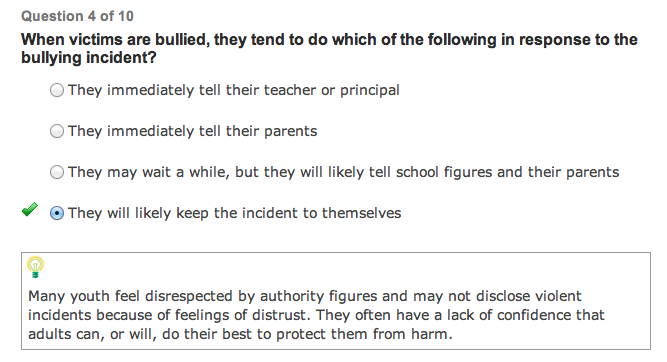 Question 4 of 10
When victims are bullied, they tend to do which of the following in response to the
bullying incident?
They immediately tell their teacher or principal
They immediately tell their parents
They may wait a while, but they will likely tell school figures and their parents
They will likely keep the incident to themselves
Many youth feel disrespected by authority figures and may not disclose violent
incidents because of feelings of distrust. They often have a lack of confidence that
adults can, or will, do their best to protect them from harm.